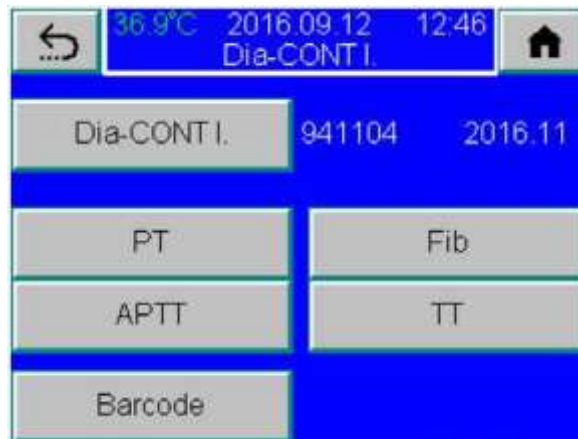 36.9°C 2016.09.12 12:46
Dia-CONT I.
Dia-CONT I. 941104 2016.11
PT Fib
APTT TT
Barcode